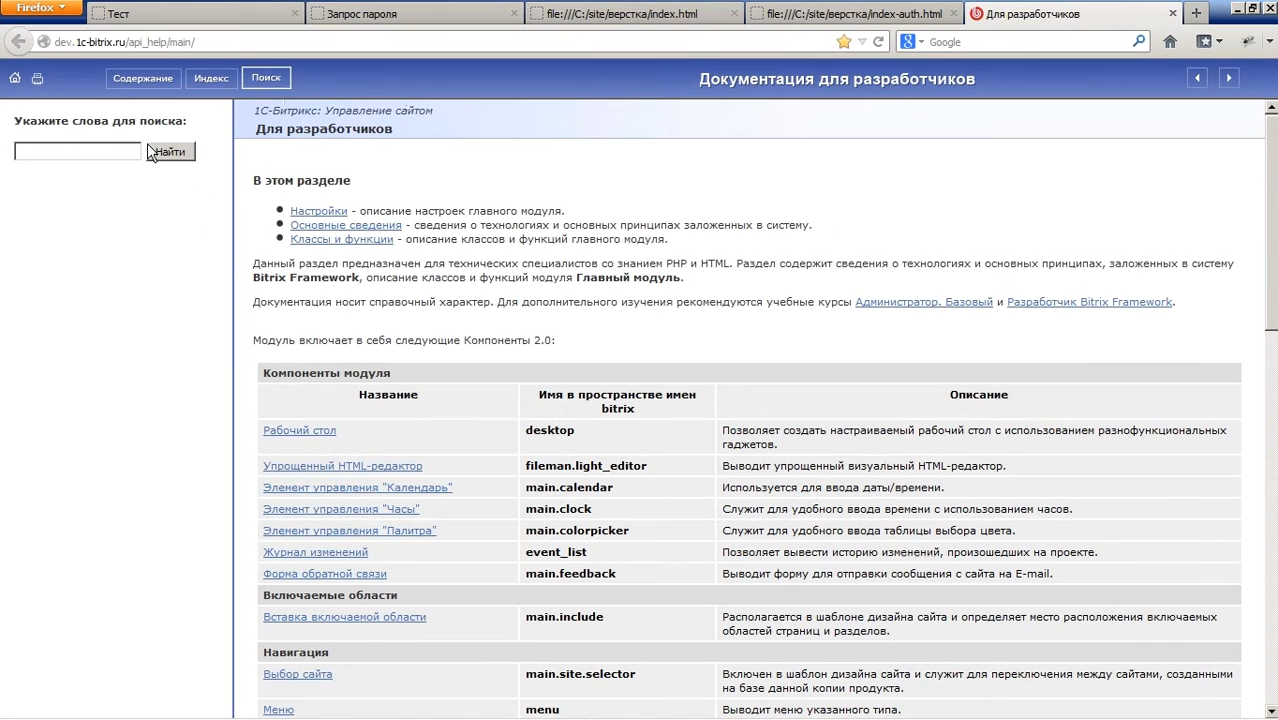 Firefox
Тест
Запрос пароля
file:///C:/site/верстка/index.html
file:///C:/site/верстка/index-auth.html
Для разработчиков
dev.1c-bitrix.ru/api_help/main/
Google
Содержание
Индекс
Поиск
Документация для разработчиков
Укажите слова для поиска:
Найти
1С-Битрикс: Управление сайтом
Для разработчиков
В этом разделе
Настройки - описание настроек главного модуля.
Основные сведения - сведения о технологиях и основных принципах заложенных в систему.
Классы и функции - описание классов и функций главного модуля.
Данный раздел предназначен для технических специалистов со знанием PHP и HTML. Раздел содержит сведения о технологиях и основных принципах, заложенных в систему
Bitrix Framework, описание классов и функций модуля Главный модуль.
Документация носит справочный характер. Для дополнительного изучения рекомендуются учебные курсы Администратор. Базовый и Разработчик Bitrix Framework.
Модуль включает в себя следующие Компоненты 2.0:
Компоненты модуля
Название
Имя в пространстве имен
bitrix
Описание
Рабочий стол
desktop
Позволяет создать настраиваемый рабочий стол с использованием разнофункциональных
гаджетов.
Упрощенный HTML-редактор
fileman.light_editor
Выводит упрощенный визуальный HTML-редактор.
Элемент управления "Календарь"
main.calendar
Используется для ввода даты/времени.
Элемент управления "Часы"
main.clock
Служит для удобного ввода времени с использованием часов.
Элемент управления "Палитра"
main.colorpicker
Служит для удобного ввода таблицы выбора цвета.
Журнал изменений
event_list
Позволяет вывести историю изменений, произошедших на проекте.
Форма обратной связи
main.feedback
Выводит форму для отправки сообщения с сайта на E-mail.
Включаемые области
Вставка включаемой области
main.include
Располагается в шаблоне дизайна сайта и определяет место расположения включаемых
областей страниц и разделов.
Навигация
Выбор сайта
main.site.selector
Включен в шаблон дизайна сайта и служит для переключения между сайтами, созданными
на базе данной копии продукта.
Меню
menu
Выводит меню указанного типа.